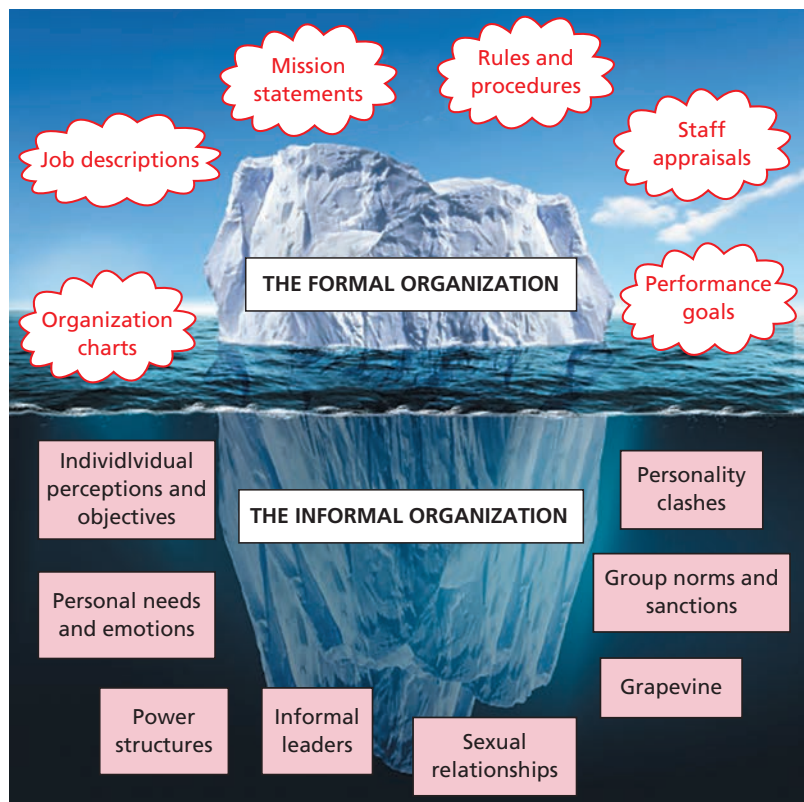 Mission
statements
Rules and
procedures
Job descriptions
Staff
appraisals
THE FORMAL ORGANIZATION
Organization
charts
Performance
goals
Individlvidual
perceptions and
objectives
Personality
clashes
THE INFORMAL ORGANIZATION
Personal needs
and emotions
Group norms and
sanctions
Grapevine
Power
structures
Informal
leaders
Sexual
relationships